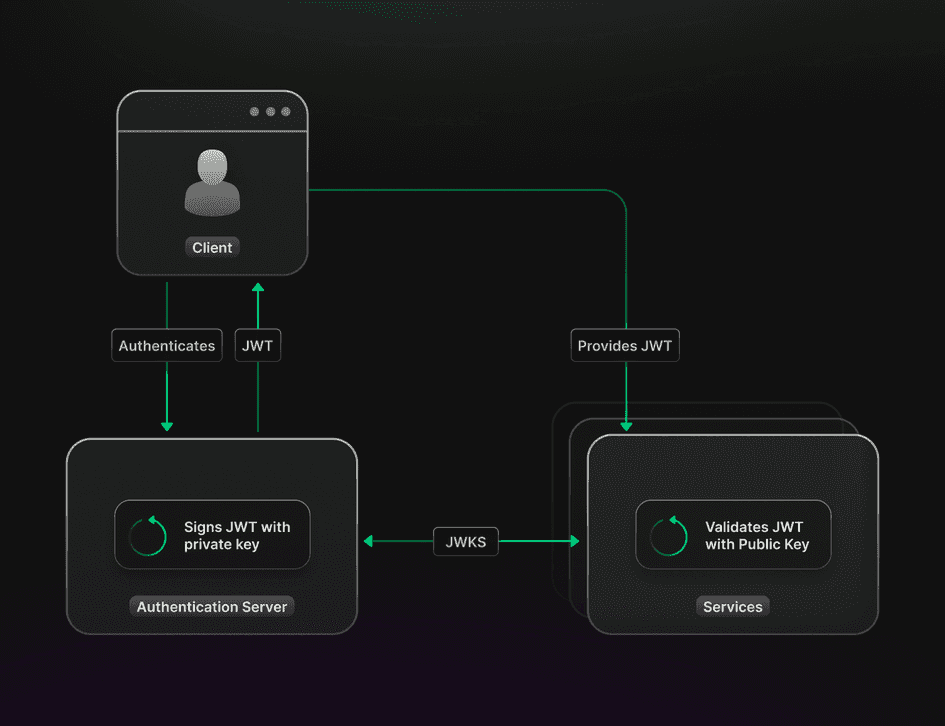 Client
Authenticates
JWT
Provides JWT
Signs JWT with
private key
Authentication Server
JWKS
Validates JWT
with Public Key
Services